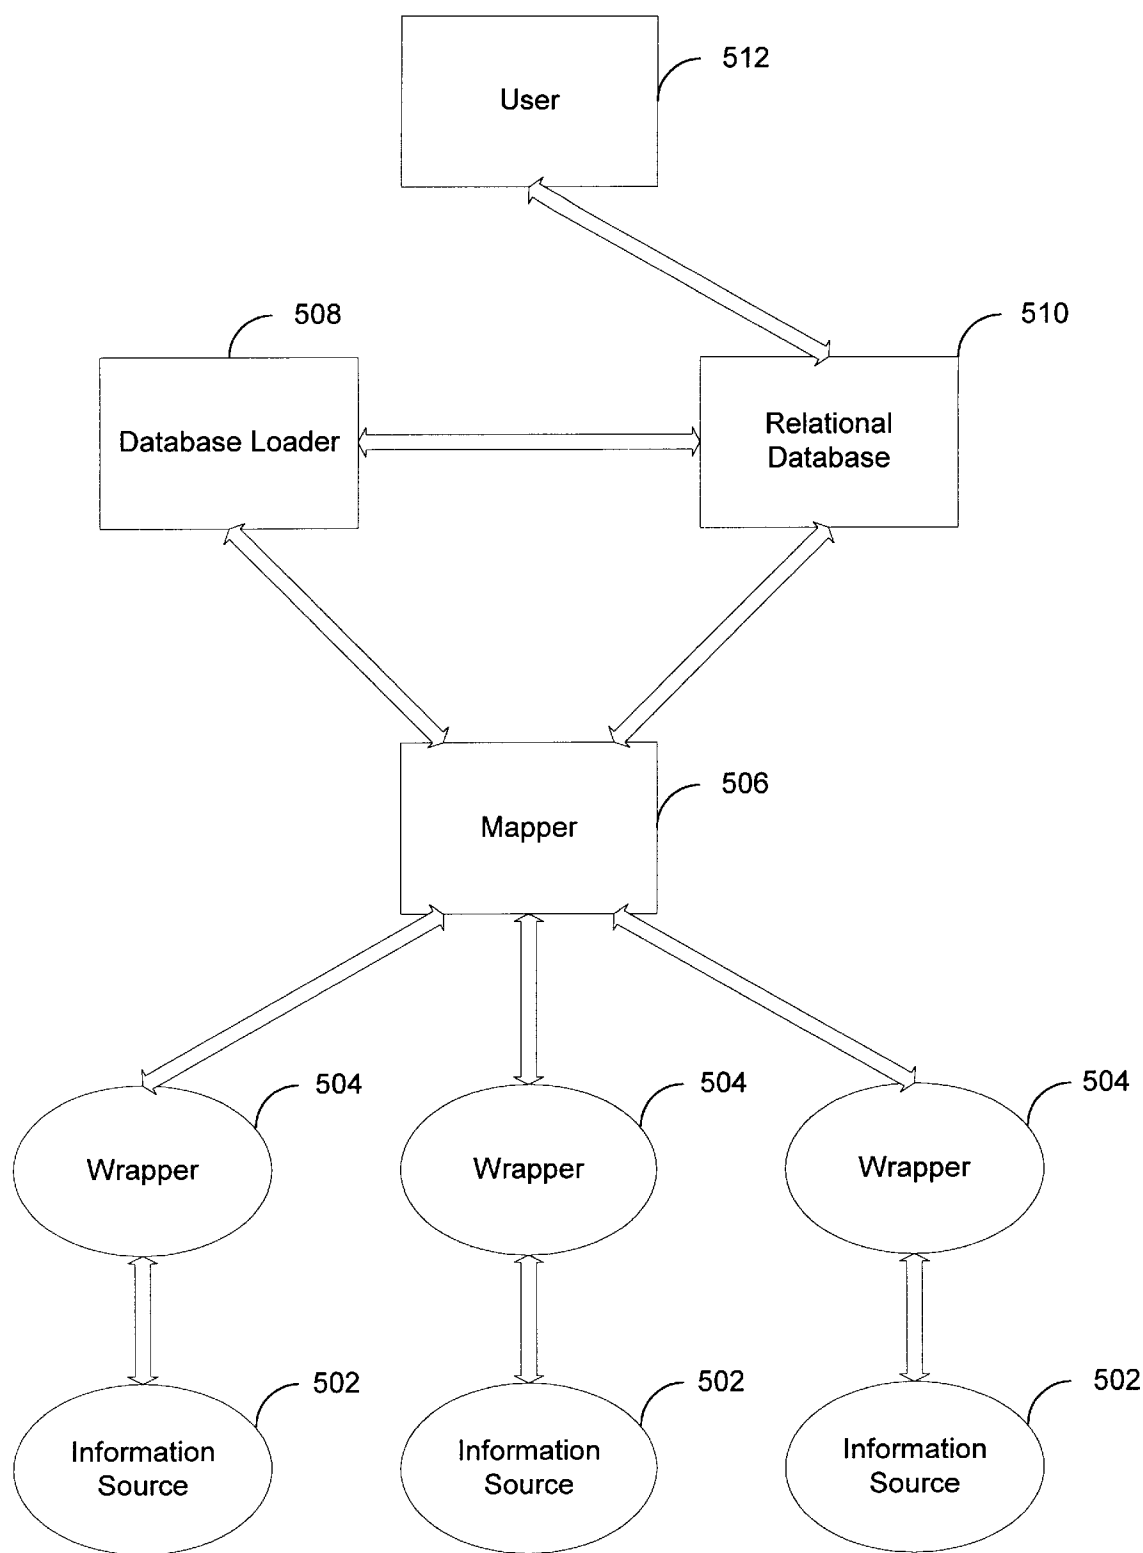 512
User
508
510
Database Loader
Relational
Database
506
Mapper
504
504
504
Wrapper
Wrapper
Wrapper
502
502
502
Information
Source
Information
Source
Information
Source